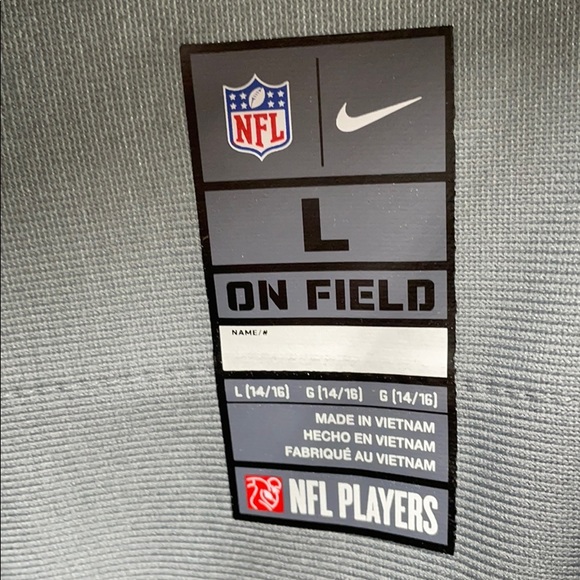 NFL
L
ON FIELD
NAME/#
L (14/16) G (14/16) G (14/16)
MADE IN VIETNAM
HECHO EN VIETNAM
FABRIQUÉ AU VIETNAM
NFL PLAYERS